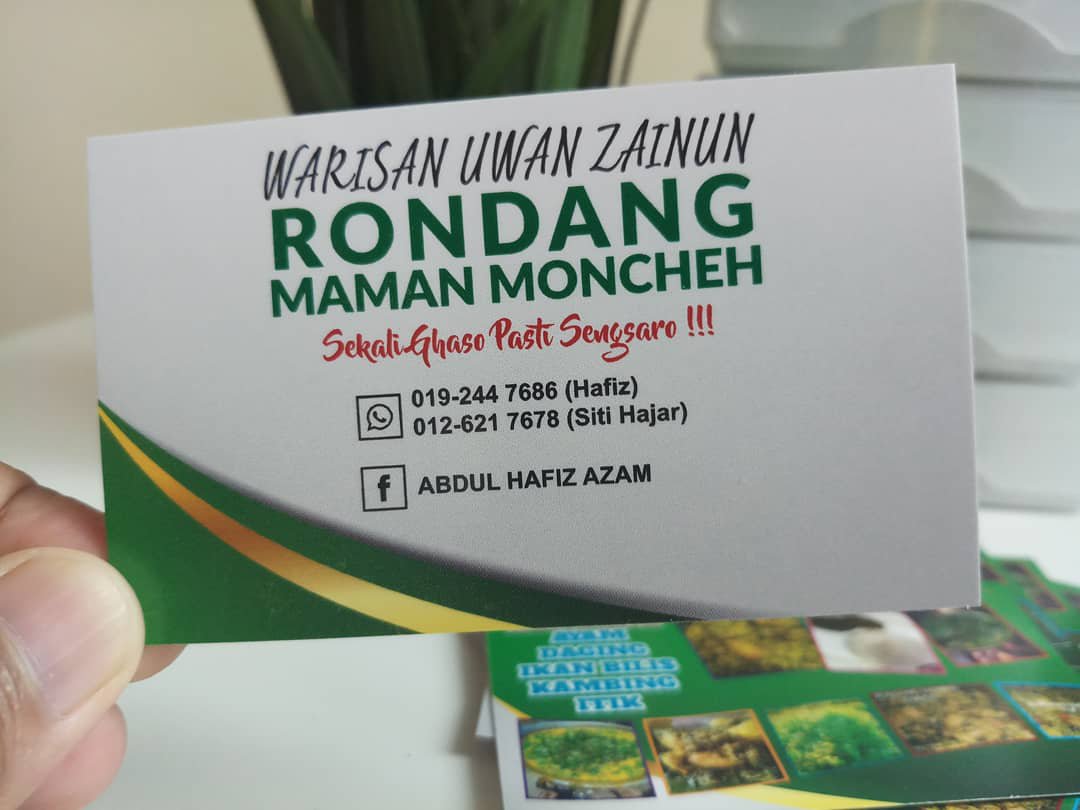 WARISAN UWAN ZAINUN
RONDANG
MAMAN MONCHEH
Sekali Ghaso Pasti Sengsaro !!!
019-244 7686 (Hafiz)
012-621 7678 (Siti Hajar)
f ABDUL HAFIZ AZAM
AYAM
DAGING
IKAN BILIS
KAMBING
ITIK